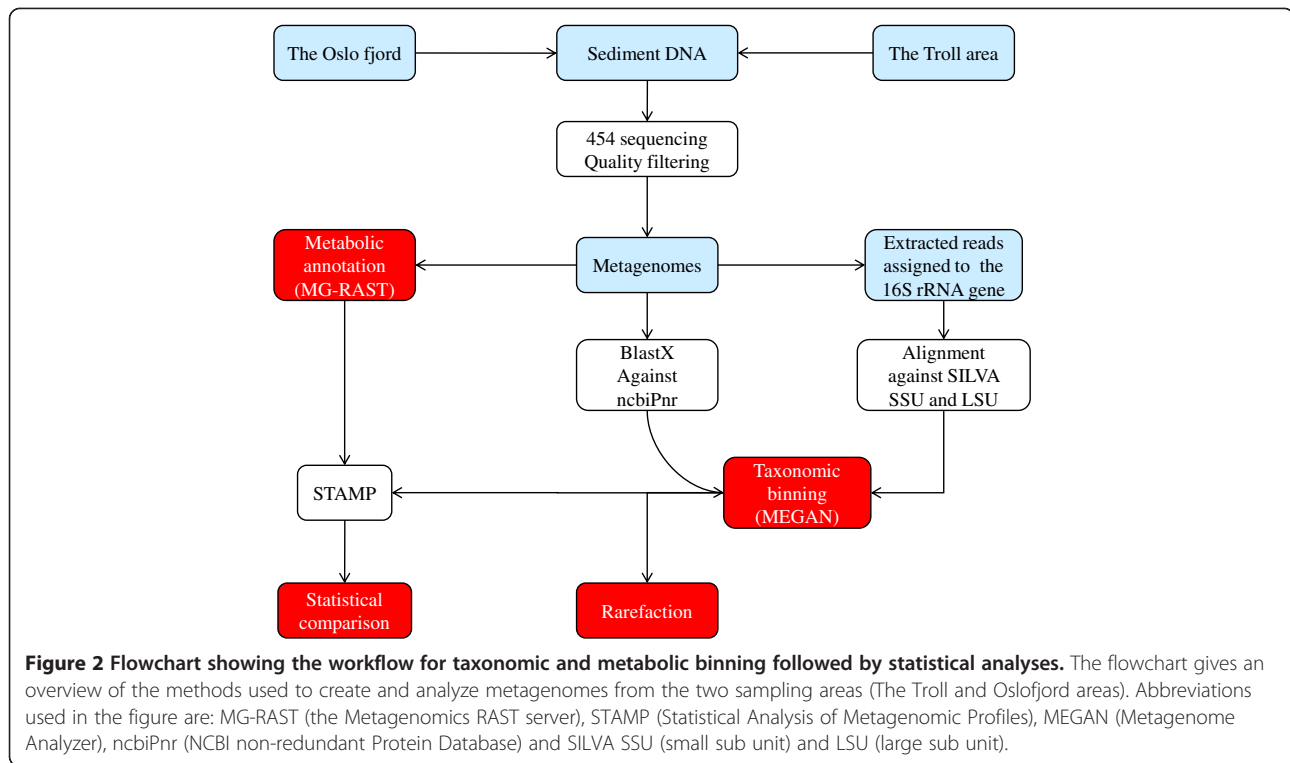 The Oslo fjord
Sediment DNA
The Troll area
454 sequencing
Quality filtering
Metabolic
annotation
(MG-RAST)
Metagenomes
Extracted reads
assigned to the
16S rRNA gene
BlastX
Against
ncbiPnr
Alignment
against SILVA
SSU and LSU
STAMP
Taxonomic
binning
(MEGAN)
Statistical
comparison
Rarefaction
Figure 2 Flowchart showing the workflow for taxonomic and metabolic binning followed by statistical analyses. The flowchart gives an
overview of the methods used to create and analyze metagenomes from the two sampling areas (The Troll and Oslofjord areas). Abbreviations
used in the figure are: MG-RAST (the Metagenomics RAST server), STAMP (Statistical Analysis of Metagenomic Profiles), MEGAN (Metagenome
Analyzer), ncbiPnr (NCBI non-redundant Protein Database) and SILVA SSU (small sub unit) and LSU (large sub unit).